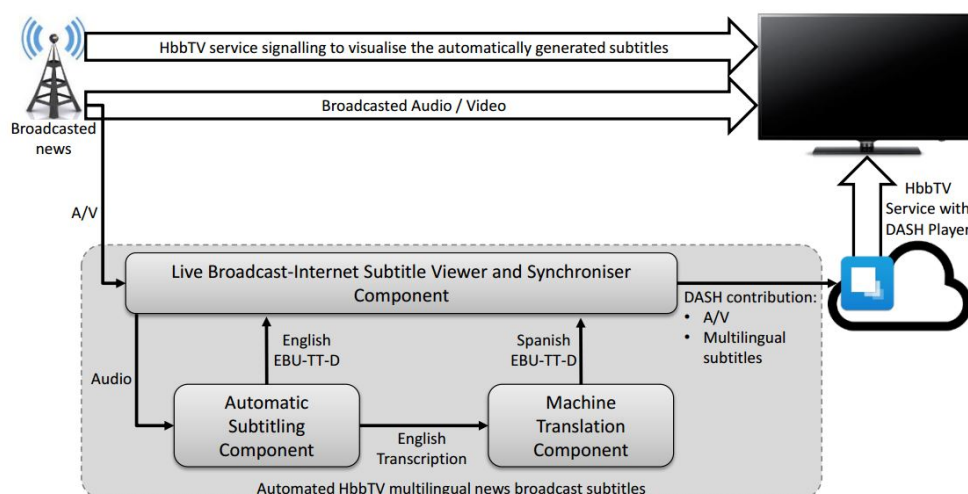 HbbTV service signalling to visualise the automatically generated subtitles
Broadcasted Audio / Video
Broadcasted
news
A/V
HbbTV
Service with
DASH Player
Live Broadcast-Internet Subtitle Viewer and Synchroniser
Component
DASH contribution:
• A/V
• Multilingual
subtitles
English
EBU-TT-D
Spanish
EBU-TT-D
Audio
Automatic
Subtitling
Component
English
Transcription
Machine
Translation
Component
Automated HbbTV multilingual news broadcast subtitles